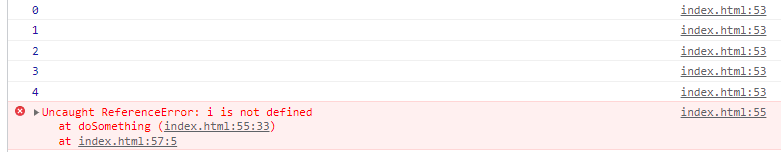 0 index.html:53
1 index.html:53
2 index.html:53
3 index.html:53
4 index.html:53
Uncaught ReferenceError: i is not defined index.html:55
at doSomething (index.html:55:33)
at index.html:57:5